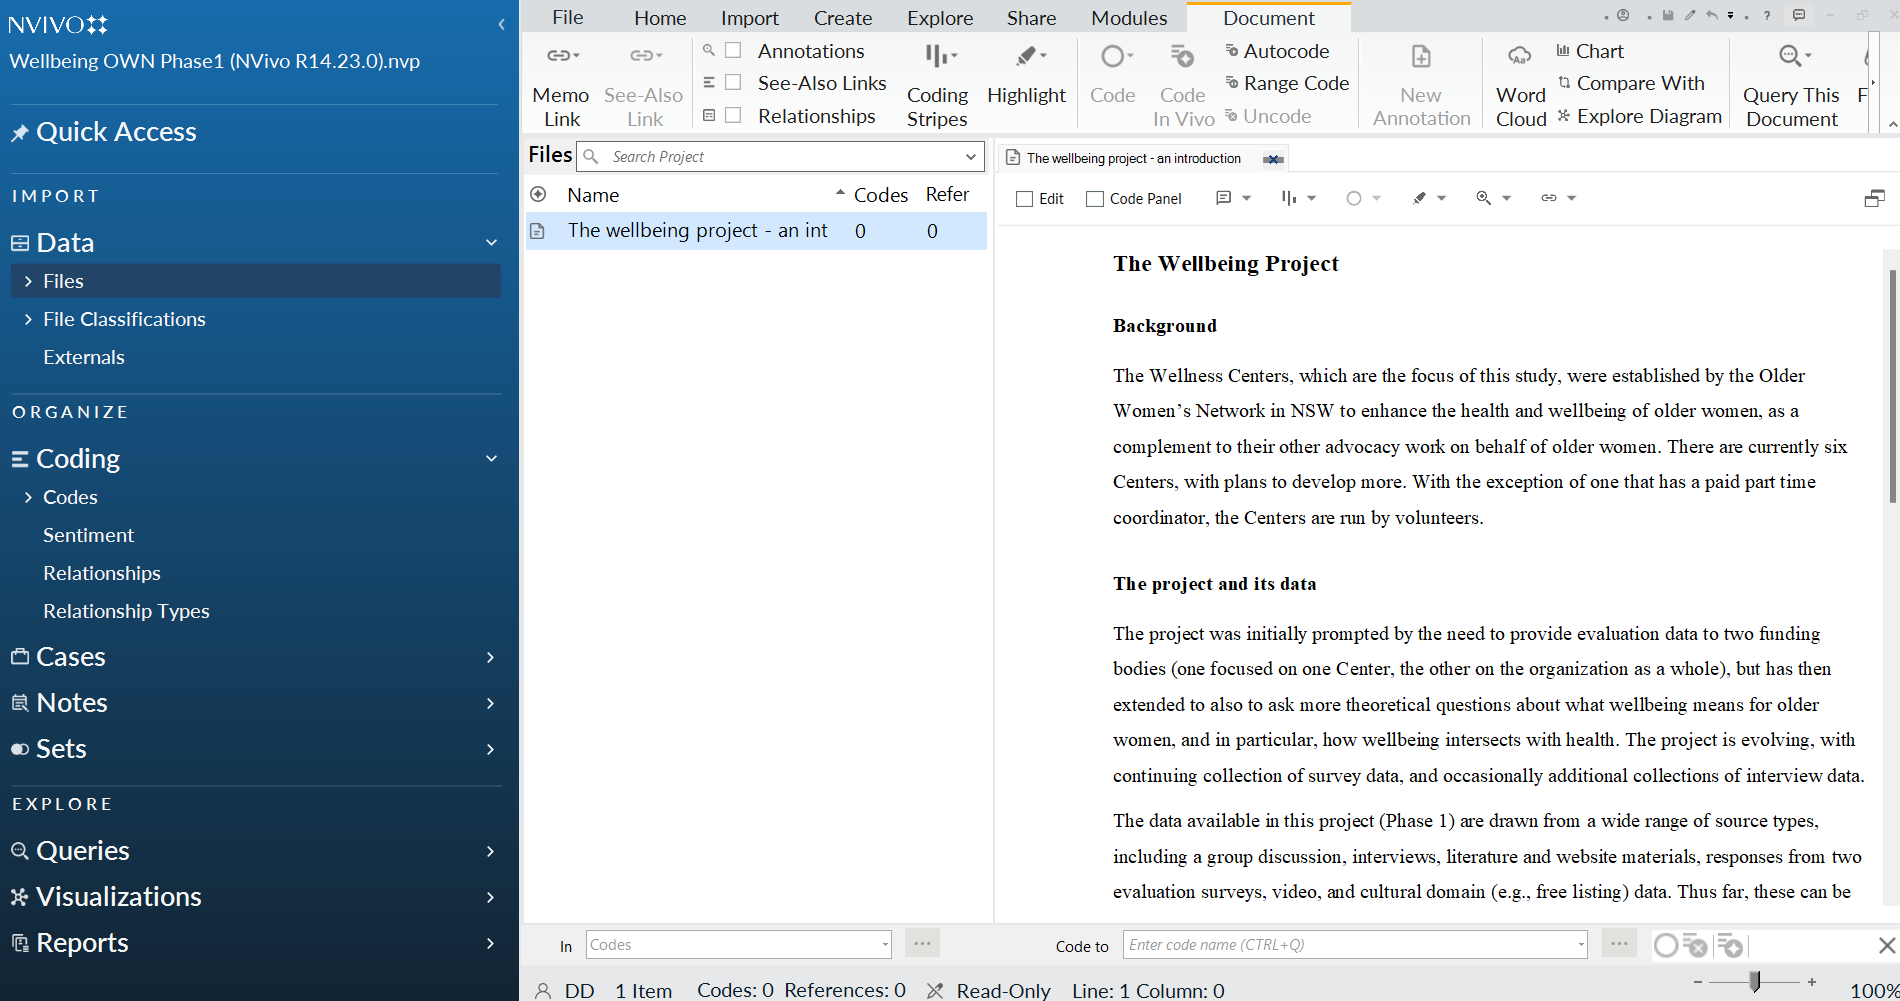 NVIVO
Wellbeing OWN Phase1 (NVivo R14.23.0).nvp
Quick Access
IMPORT
Data
Files
File Classifications
Externals
ORGANIZE
Coding
Codes
Sentiment
Relationships
Relationship Types
Cases
Notes
Sets
EXPLORE
Queries
Visualizations
Reports
File Home Import Create Explore Share Modules Document
Memo Link
See-Also Link
Annotations
See-Also Links
Relationships
Coding Stripes
Highlight
Code
Code In Vivo
Autocode
Range Code
Uncode
New Annotation
Word Cloud
Chart
Compare With
Explore Diagram
Query This Document
F
Files Search Project
Name Codes Refer
The wellbeing project - an int 0 0
The wellbeing project - an introduction
Edit Code Panel
The Wellbeing Project
Background
The Wellness Centers, which are the focus of this study, were established by the Older
Women’s Network in NSW to enhance the health and wellbeing of older women, as a
complement to their other advocacy work on behalf of older women. There are currently six
Centers, with plans to develop more. With the exception of one that has a paid part time
coordinator, the Centers are run by volunteers.
The project and its data
The project was initially prompted by the need to provide evaluation data to two funding
bodies (one focused on one Center, the other on the organization as a whole), but has then
extended to also to ask more theoretical questions about what wellbeing means for older
women, and in particular, how wellbeing intersects with health. The project is evolving, with
continuing collection of survey data, and occasionally additional collections of interview data.
The data available in this project (Phase 1) are drawn from a wide range of source types,
including a group discussion, interviews, literature and website materials, responses from two
evaluation surveys, video, and cultural domain (e.g., free listing) data. Thus far, these can be
In Codes ... Code to Enter code name (CTRL+Q) ...
DD 1 Item Codes: 0 References: 0 Read-Only Line: 1 Column: 0 100%